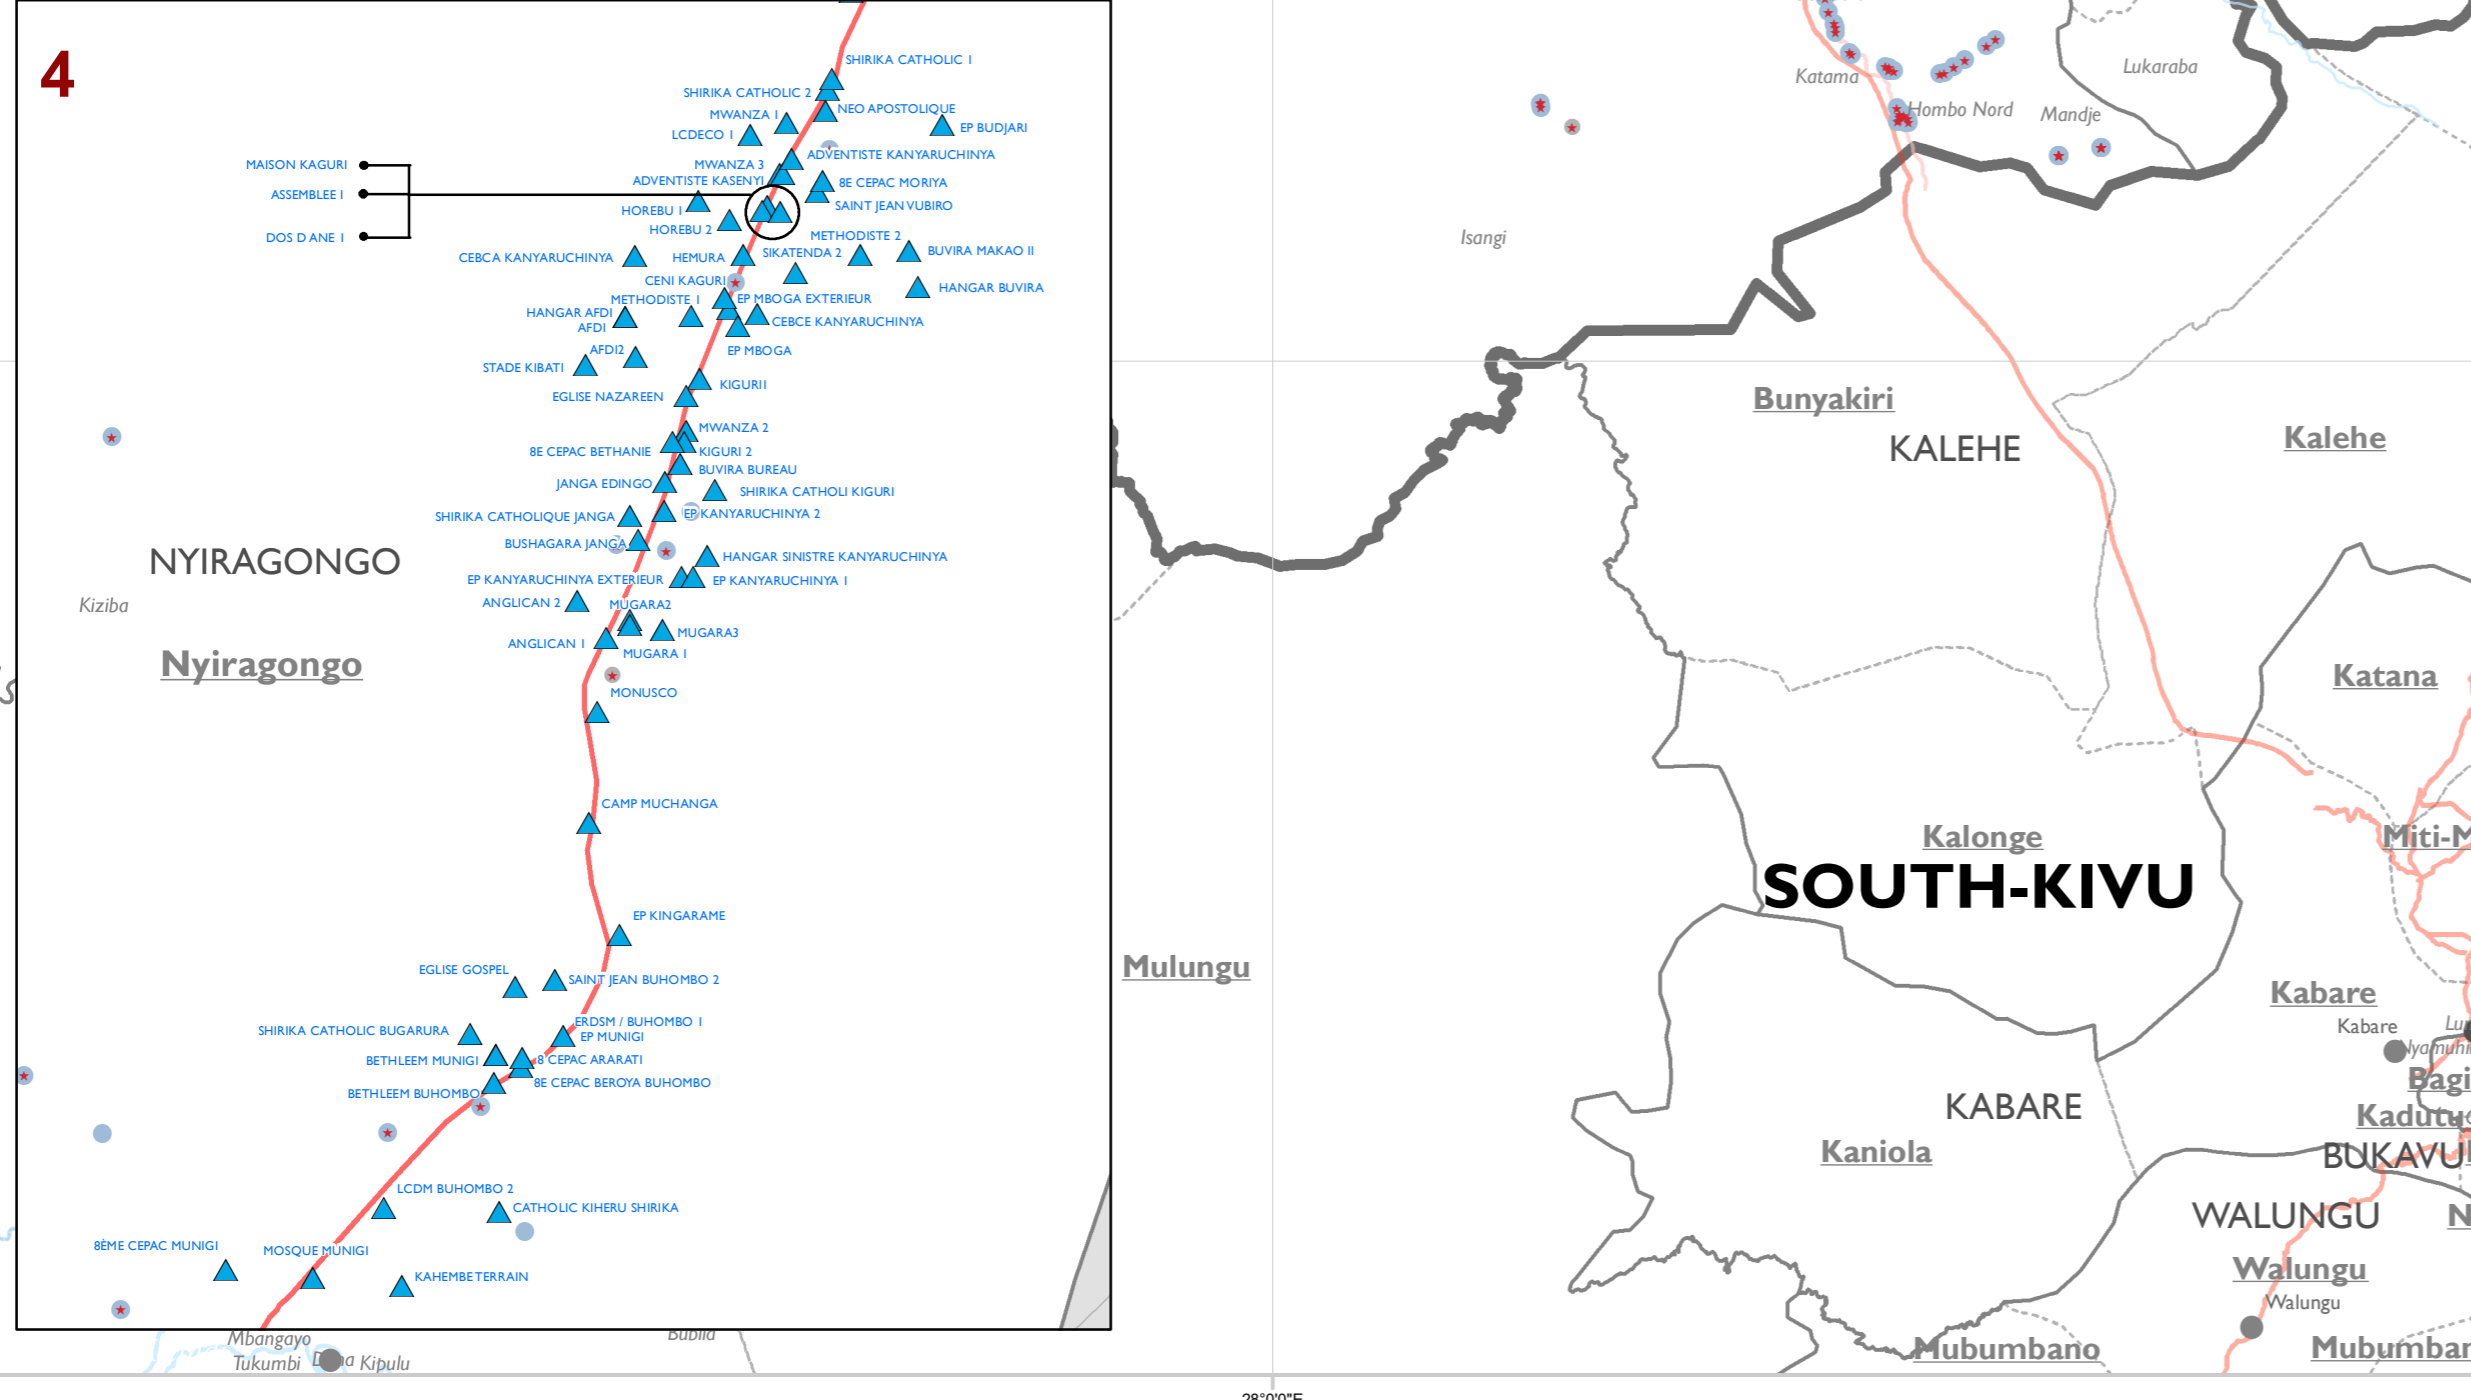 4
SHIRIKA CATHOLIC 1
SHIRIKA CATHOLIC 2
NEO APOSTOLIQUE
MWANZA 1
EP BUDJARI
LCDECO 1
ADVENTISTE KANYARUCHINYA
MAISON KAGURI
MWANZA 3
ADVENTISTE KASENYI
8E CEPAC MORIYA
ASSEMBLEE 1
SAINT JEAN VUBIRO
HOREBU 1
HOREBU 2
DOS D ANE 1
METHODISTE 2
CEBCA KANYARUCHINYA
HEMURA
SIKATENDA 2
BUVIRA MAKAO II
CENI KAGURI
HANGAR BUVIRA
METHODISTE 1
EP MBOGA EXTERIEUR
HANGAR AFDI
AFDI
CEBCE KANYARUCHINYA
AFDI2
EP MBOGA
STADE KIBATI
KIGURI1
EGLISE NAZAREEN
MWANZA 2
8E CEPAC BETHANIE
KIGURI 2
BUVIRA BUREAU
JANGA EDINGO
SHIRIKA CATHOLI KIGURI
SHIRIKA CATHOLIQUE JANGA
EP KANYARUCHINYA 2
BUSHAGARA JANGA
HANGAR SINISTRE KANYARUCHINYA
EP KANYARUCHINYA EXTERIEUR
EP KANYARUCHINYA 1
ANGLICAN 2
MUGARA2
MUGARA3
ANGLICAN 1
MUGARA 1
MONUSCO
NYIRAGONGO
Kiziba
Nyiragongo
CAMP MUCHANGA
EP KINGARAME
EGLISE GOSPEL
SAINT JEAN BUHOMBO 2
SHIRIKA CATHOLIC BUGARURA
ERDSM / BUHOMBO 1
EP MUNIGI
BETHLEEM MUNIGI
8 CEPAC ARARATI
8E CEPAC BEROYA BUHOMBO
BETHLEEM BUHOMBO
LCDM BUHOMBO 2
CATHOLIC KIHERU SHIRIKA
8ÈME CEPAC MUNIGI
MOSQUE MUNIGI
KAHEMBE TERRAIN
Mbangayo
Tukumbi
Kipulu
Katama
Lukaraba
Hombo Nord
Mandje
Isangi
Bunyakiri
KALEHE
Kalehe
Katana
Kalonge
Miti-M
SOUTH-KIVU
Mulungu
Kabare
Kabare
Lu
Nyamuhi
Bagi
KABARE
Kadutu
Kaniola
BUKAVU
WALUNGU
N
Walungu
Walungu
Mubumbano
Mubumbar